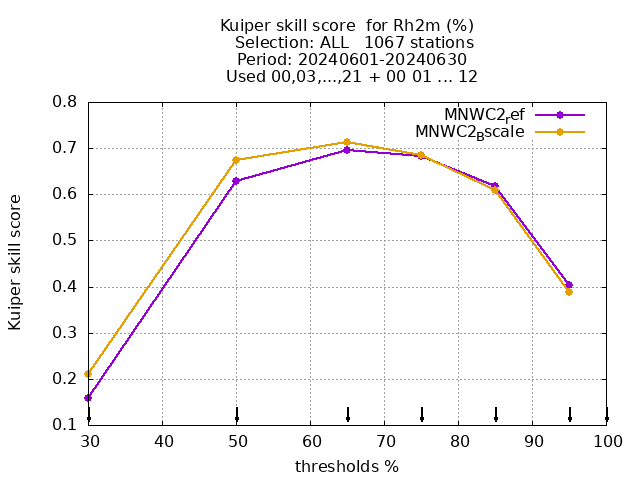 Kuiper skill score  for Rh2m (%)
Selection: ALL   1067 stations
Period: 20240601-20240630
Used 00,03,...,21 + 00 01 ... 12
MNWC2ref
MNWC2Bscale
0.8
0.7
0.6
0.5
0.4
0.3
0.2
0.1
Kuiper skill score
30 40 50 60 70 80 90 100
thresholds %